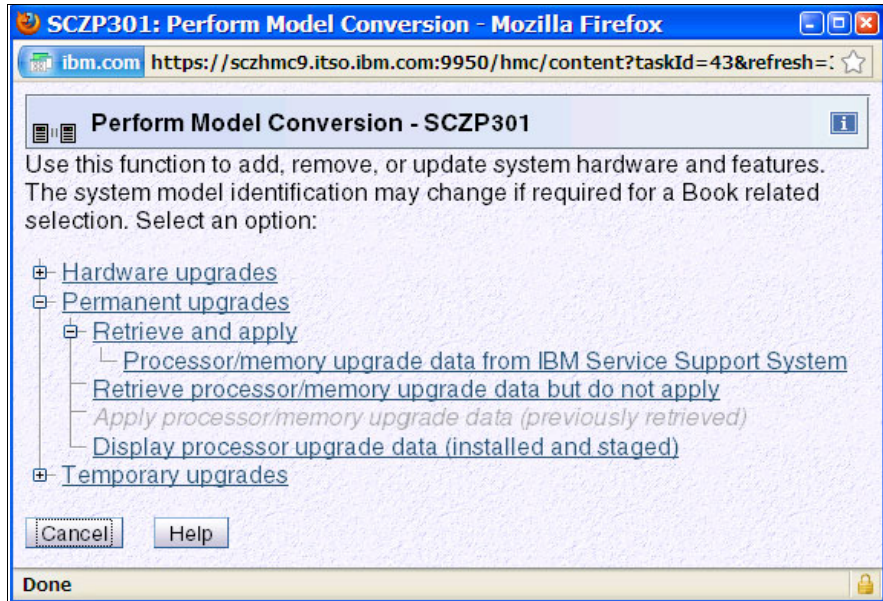 SCZP301: Perform Model Conversion - Mozilla Firefox
ibm.com https://sczhmc9.itso.ibm.com:9950/hmc/content?taskId=43&refresh=
Perform Model Conversion - SCZP301
Use this function to add, remove, or update system hardware and features.
The system model identification may change if required for a Book related
selection. Select an option:
Hardware upgrades
Permanent upgrades
Retrieve and apply
Processor/memory upgrade data from IBM Service Support System
Retrieve processor/memory upgrade data but do not apply
Apply processor/memory upgrade data (previously retrieved)
Display processor upgrade data (installed and staged)
Temporary upgrades
Cancel Help
Done